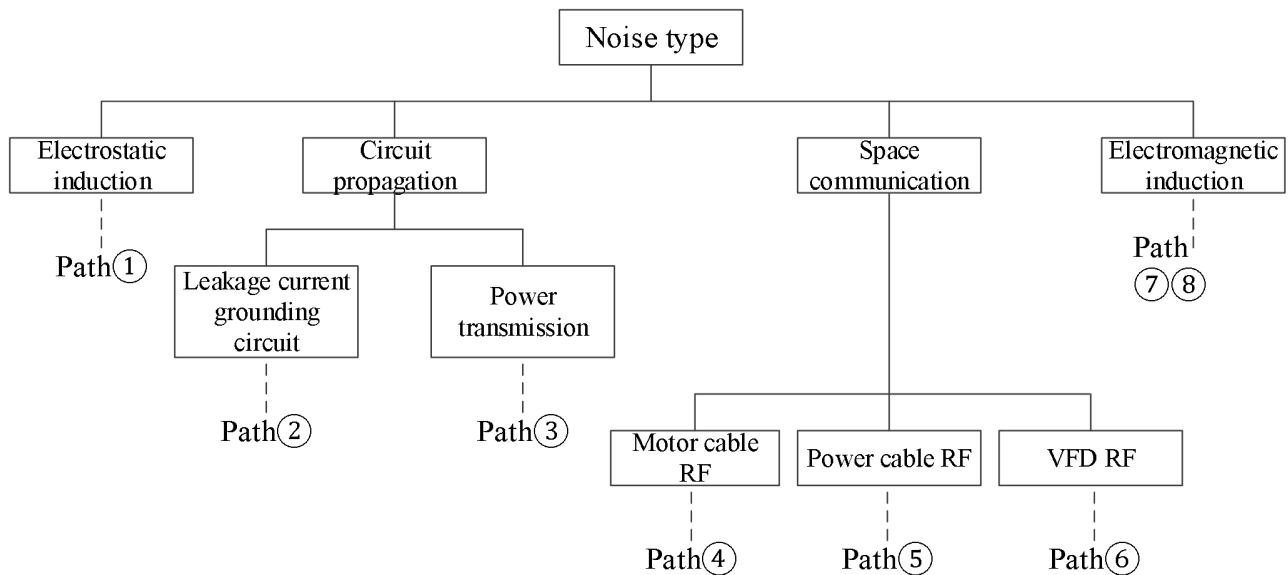 Noise type
Electrostatic
induction
Circuit
propagation
Space
communication
Electromagnetic
induction
Path①
Leakage current
grounding
circuit
Power
transmission
Path
⑦⑧
Path②
Path③
Motor cable
RF
Power cable RF
VFD RF
Path④
Path⑤
Path⑥